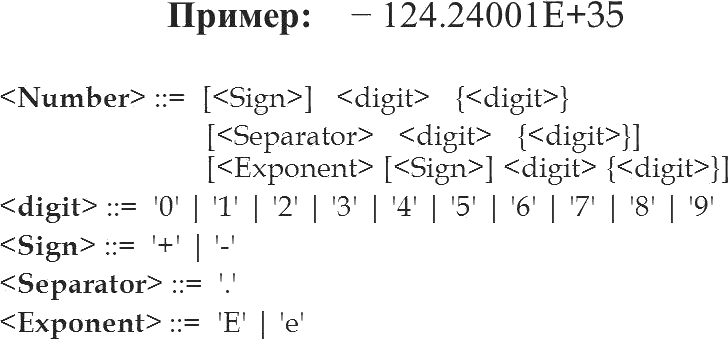 Пример: − 124.24001E+35
<Number> ::= [<Sign>] <digit> {<digit>}
[<Separator> <digit> {<digit>}]
[<Exponent> [<Sign>] <digit> {<digit>}]
<digit> ::= '0' | '1' | '2' | '3' | '4' | '5' | '6' | '7' | '8' | '9'
<Sign> ::= '+' | '-'
<Separator> ::= '.'
<Exponent> ::= 'E' | 'e'